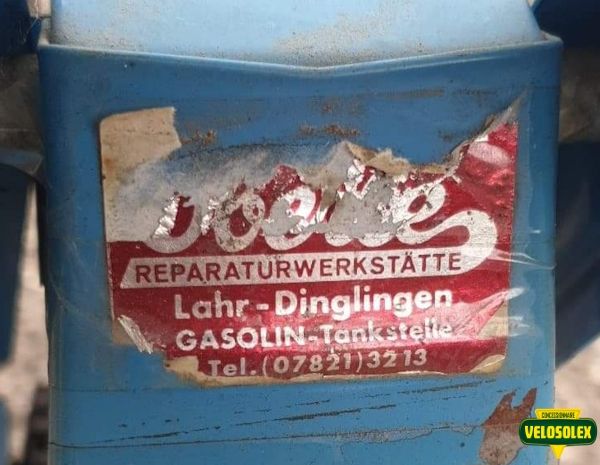 REPARATURWERKSTÄTTE
Lahr-Dinglingen
GASOLIN-Tankstelle
Tel. (07821) 3213
CONCESSIONNAIRE
VELOSOLEX